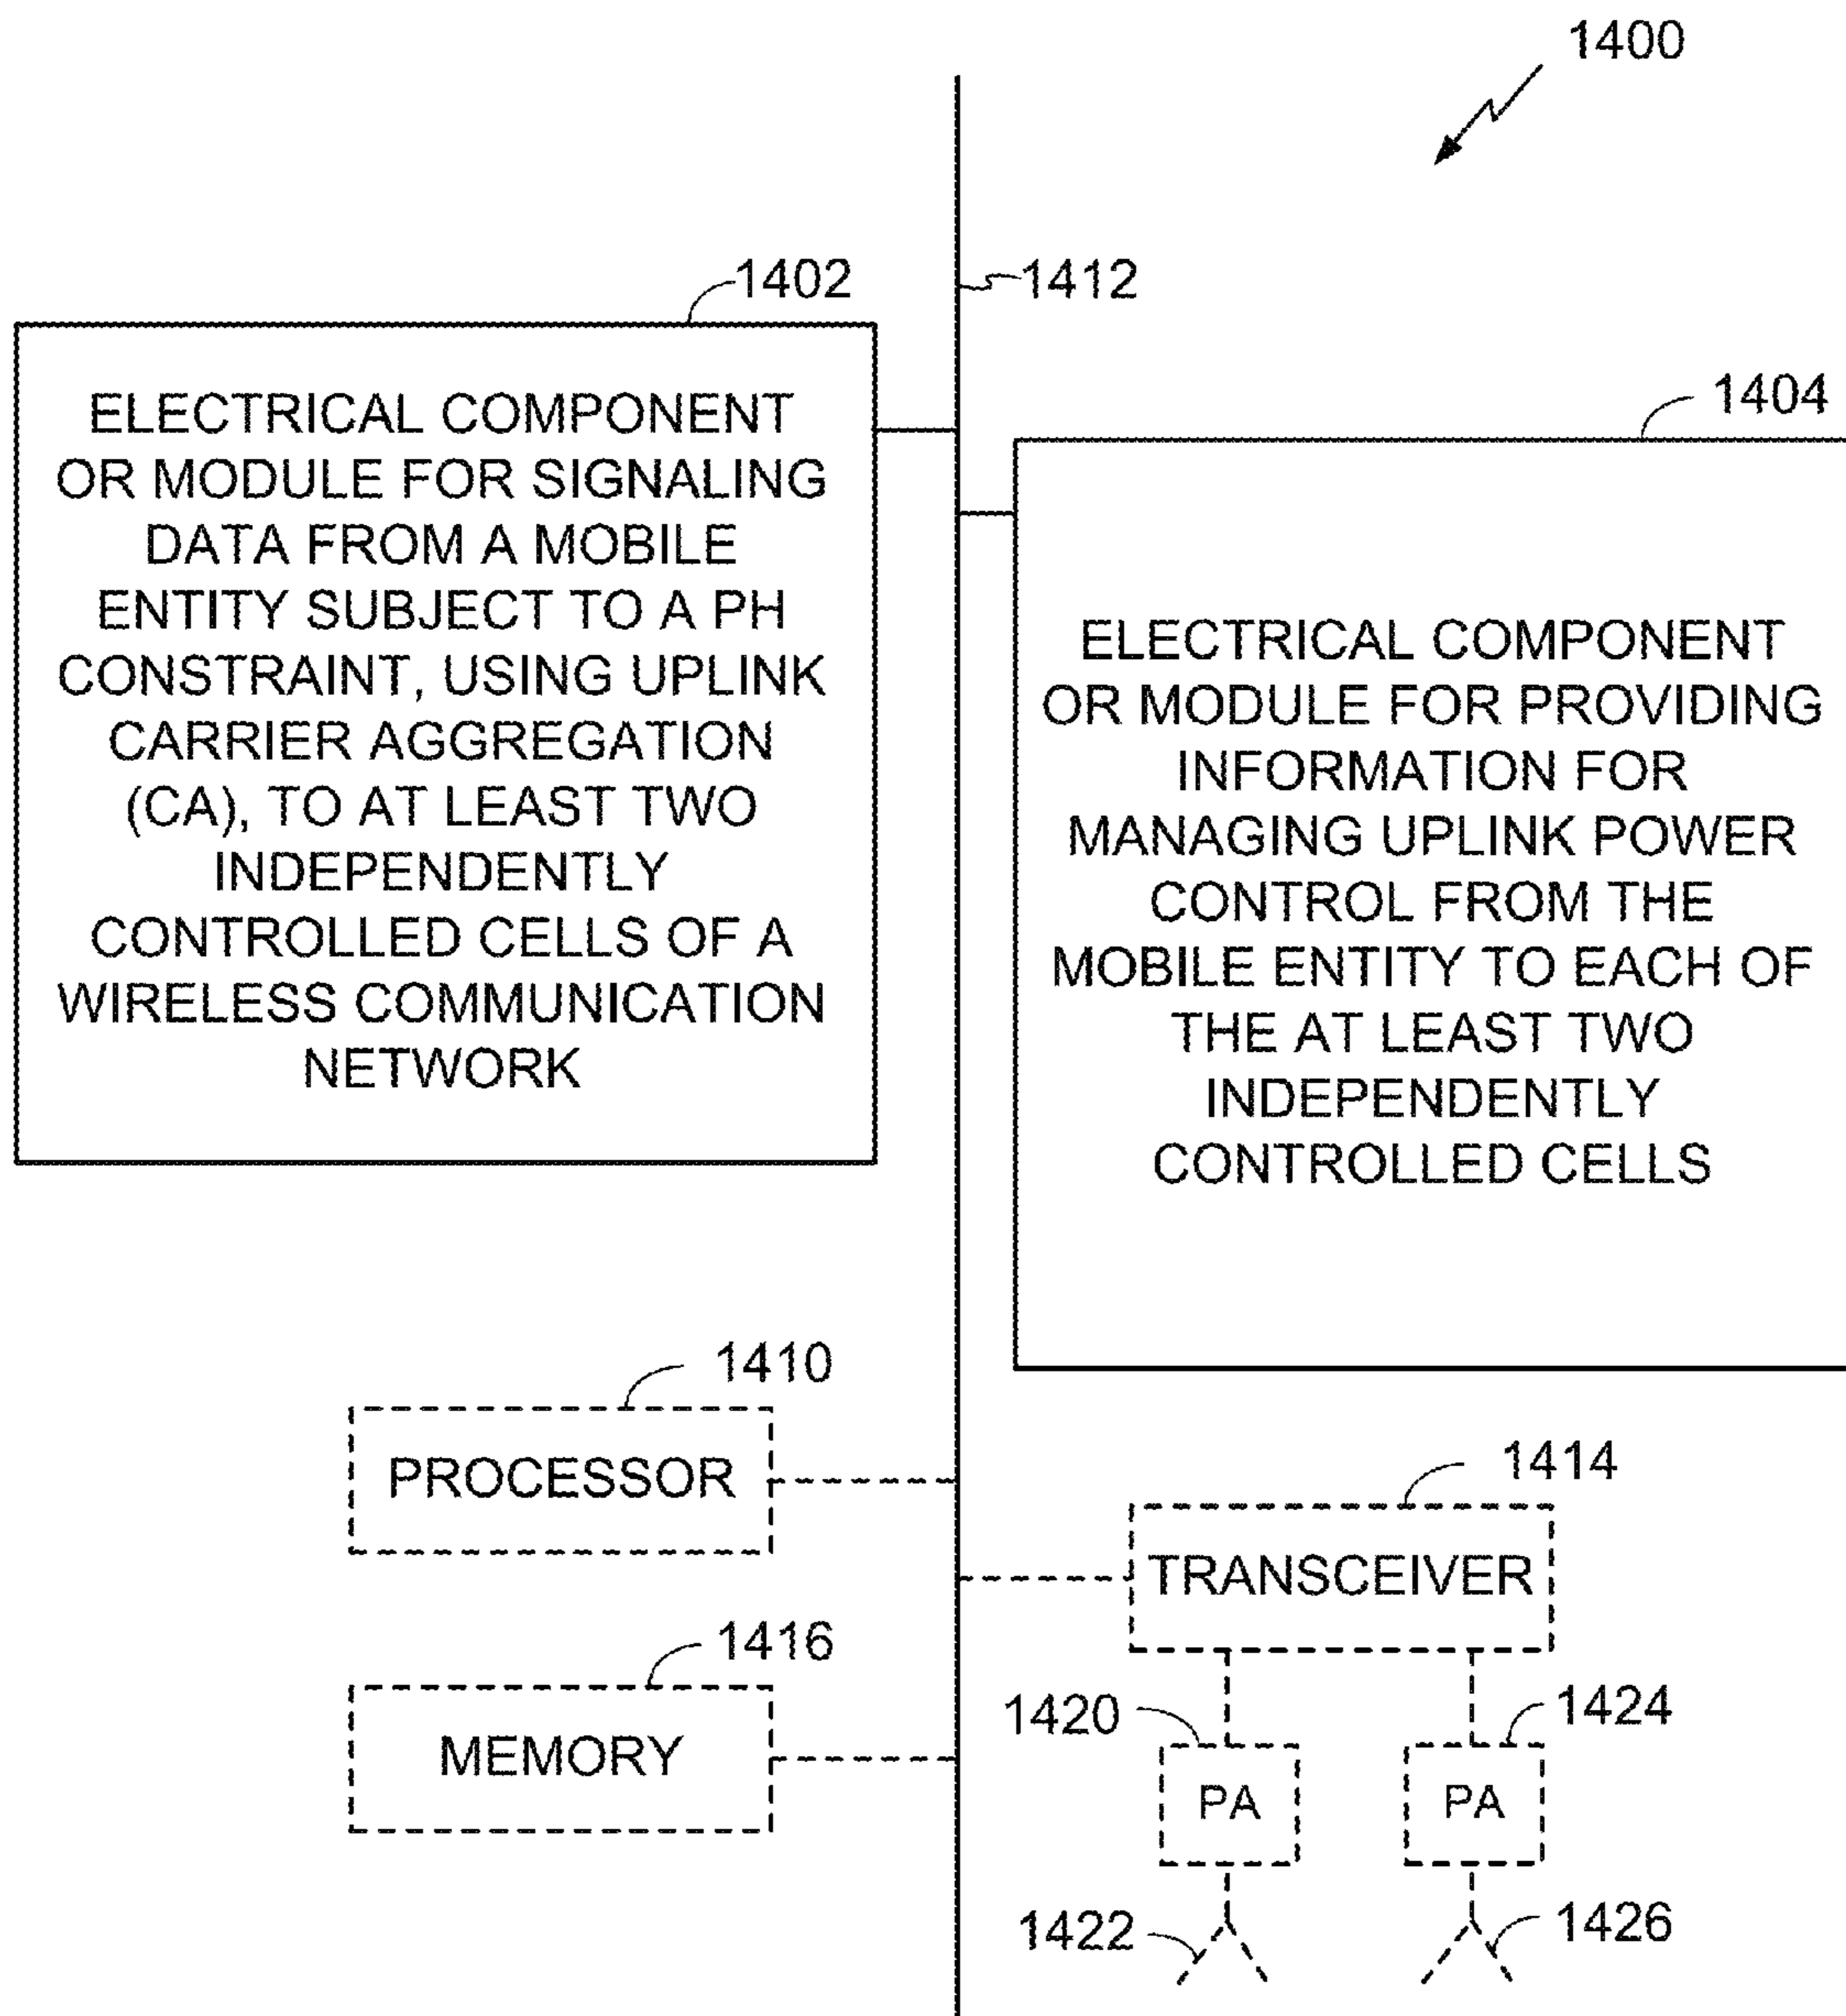 1400
1402
1412
ELECTRICAL COMPONENT
OR MODULE FOR SIGNALING
DATA FROM A MOBILE
ENTITY SUBJECT TO A PH
CONSTRAINT, USING UPLINK
CARRIER AGGREGATION
(CA), TO AT LEAST TWO
INDEPENDENTLY
CONTROLLED CELLS OF A
WIRELESS COMMUNICATION
NETWORK
1404
ELECTRICAL COMPONENT
OR MODULE FOR PROVIDING
INFORMATION FOR
MANAGING UPLINK POWER
CONTROL FROM THE
MOBILE ENTITY TO EACH OF
THE AT LEAST TWO
INDEPENDENTLY
CONTROLLED CELLS
1410
PROCESSOR
1414
TRANSCEIVER
1416
MEMORY
1420
1424
PA
PA
1422
1426